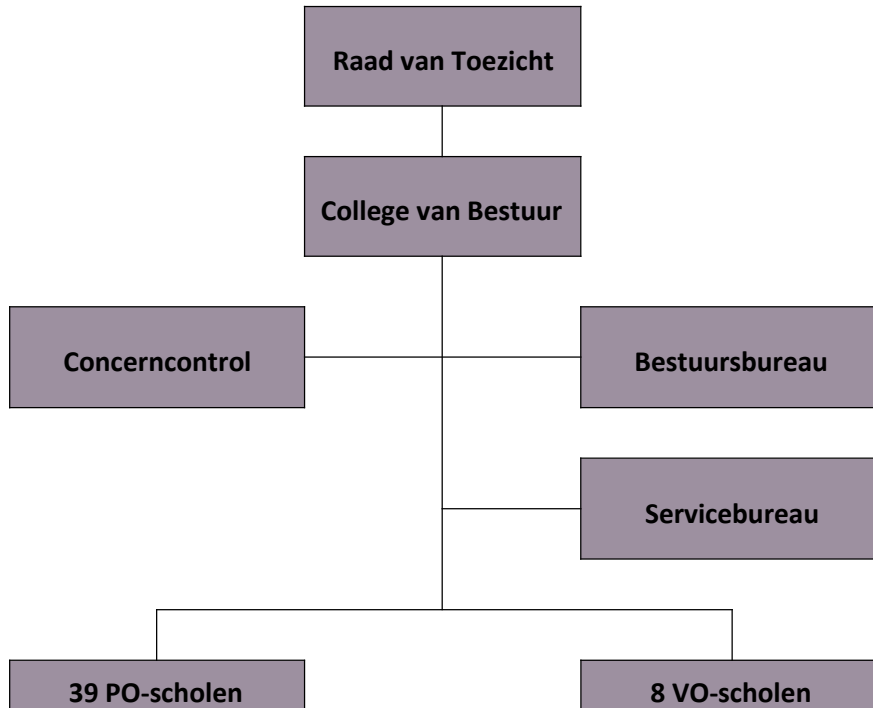 Raad van Toezicht
College van Bestuur
Concerncontrol
Bestuursbureau
Servicebureau
39 PO-scholen
8 VO-scholen